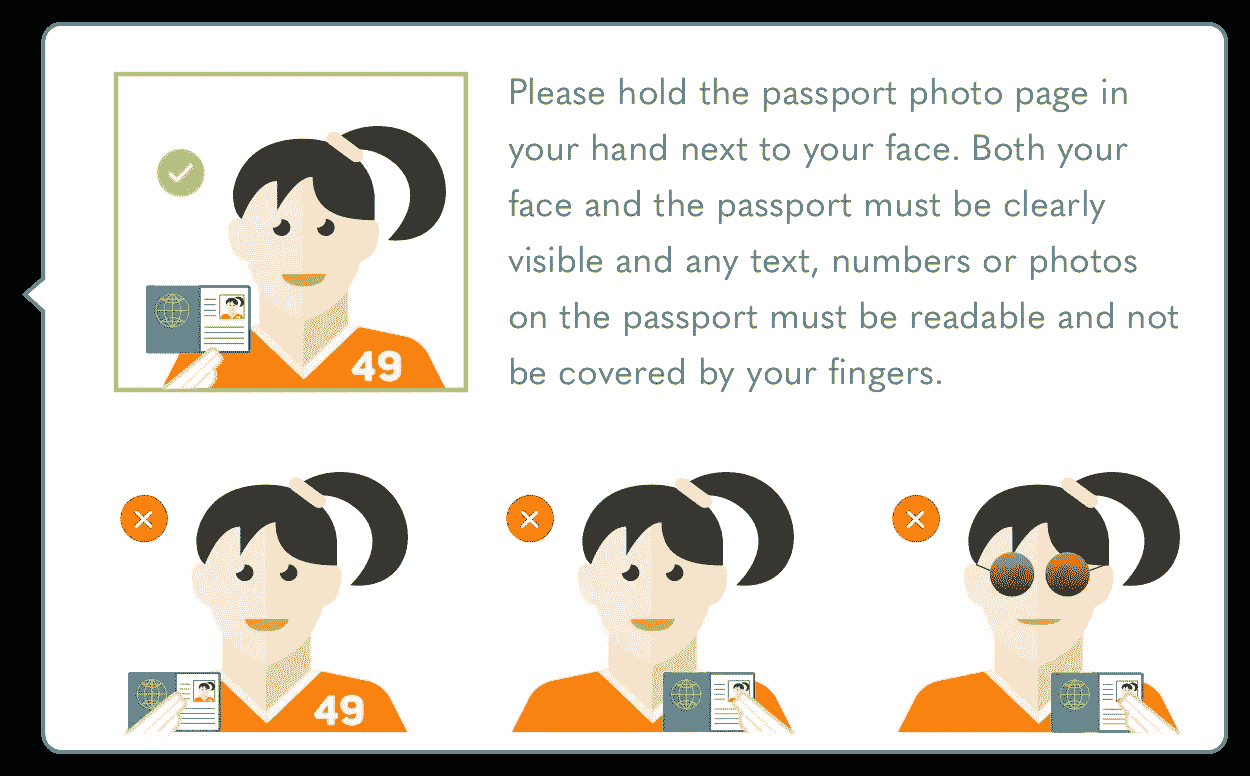 Please hold the passport photo page in
your hand next to your face. Both your
face and the passport must be clearly
visible and any text, numbers or photos
on the passport must be readable and not
be covered by your fingers.
49
49